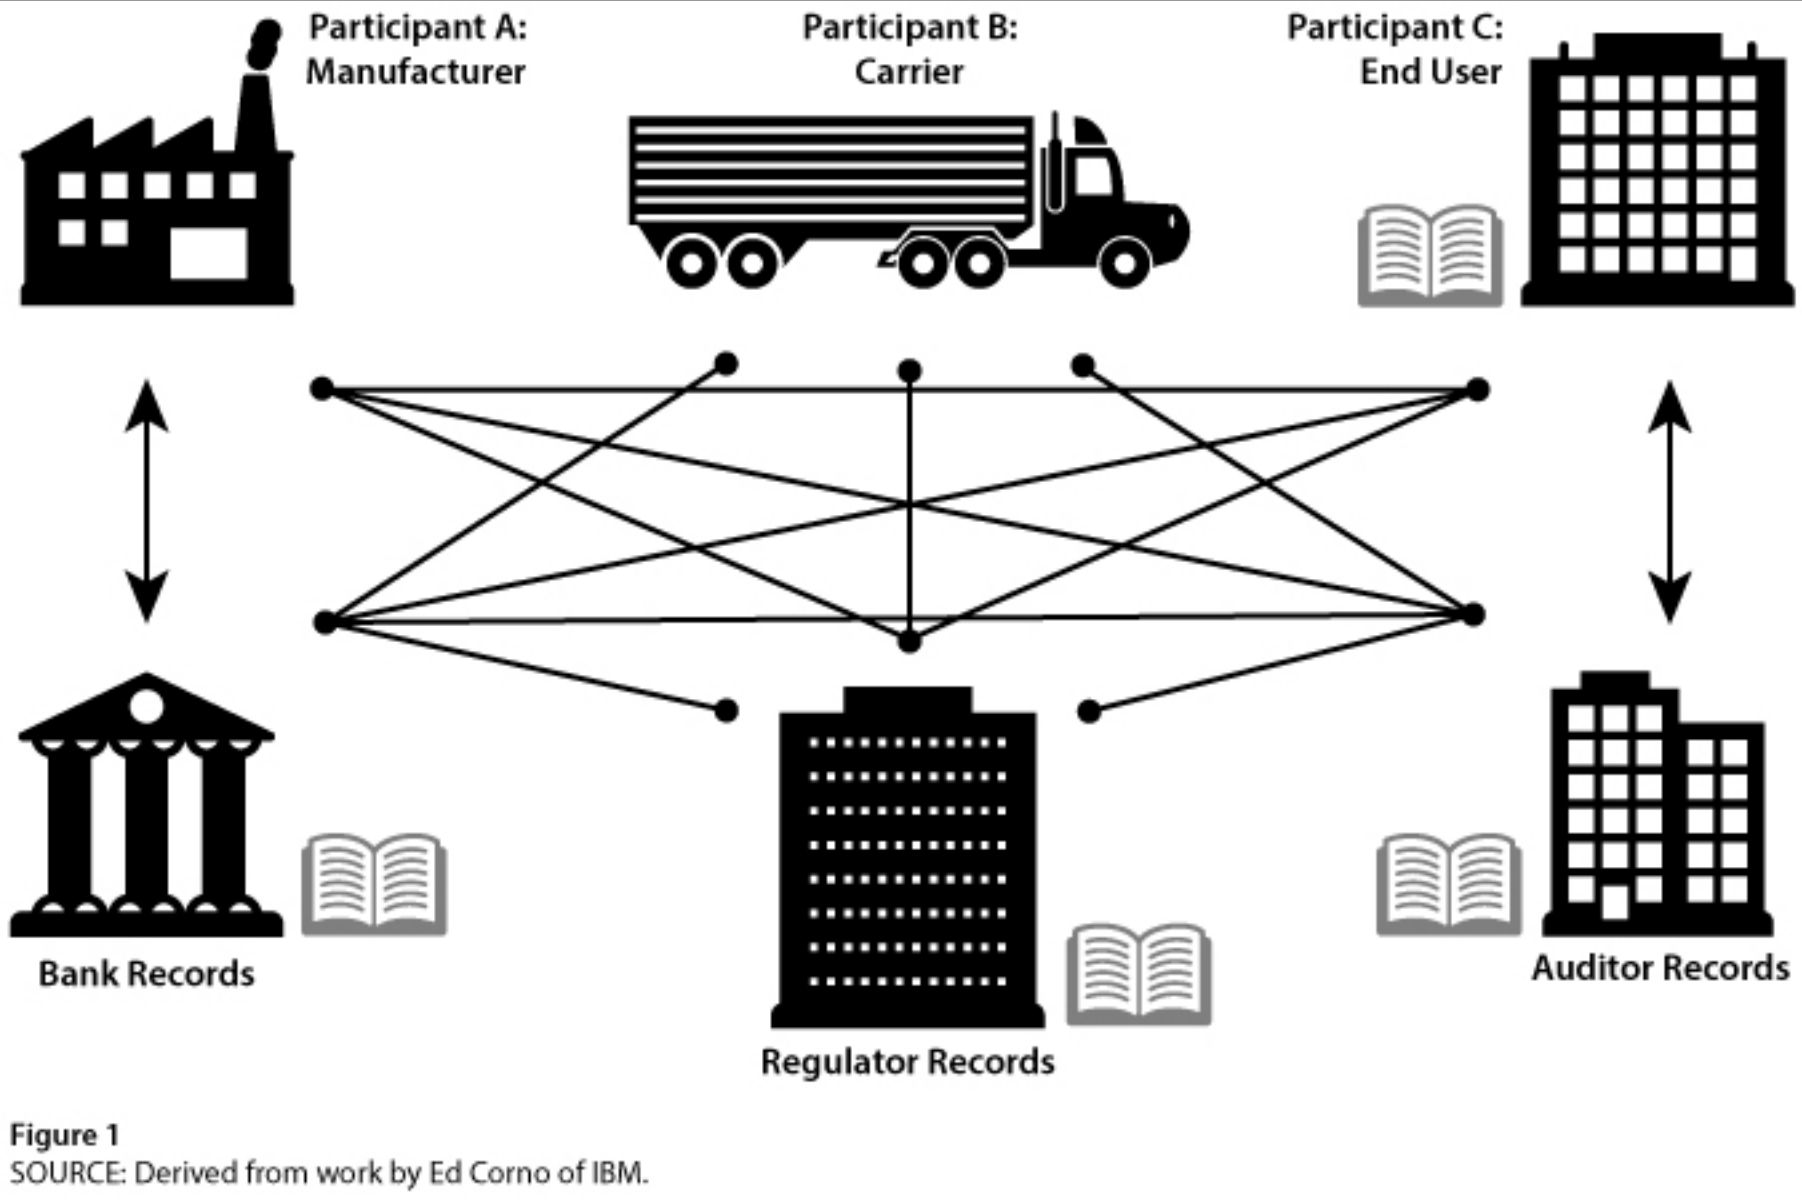 Participant A:
Manufacturer
Participant B:
Carrier
Participant C:
End User
Bank Records
Regulator Records
Auditor Records
Figure 1
SOURCE: Derived from work by Ed Corno of IBM.